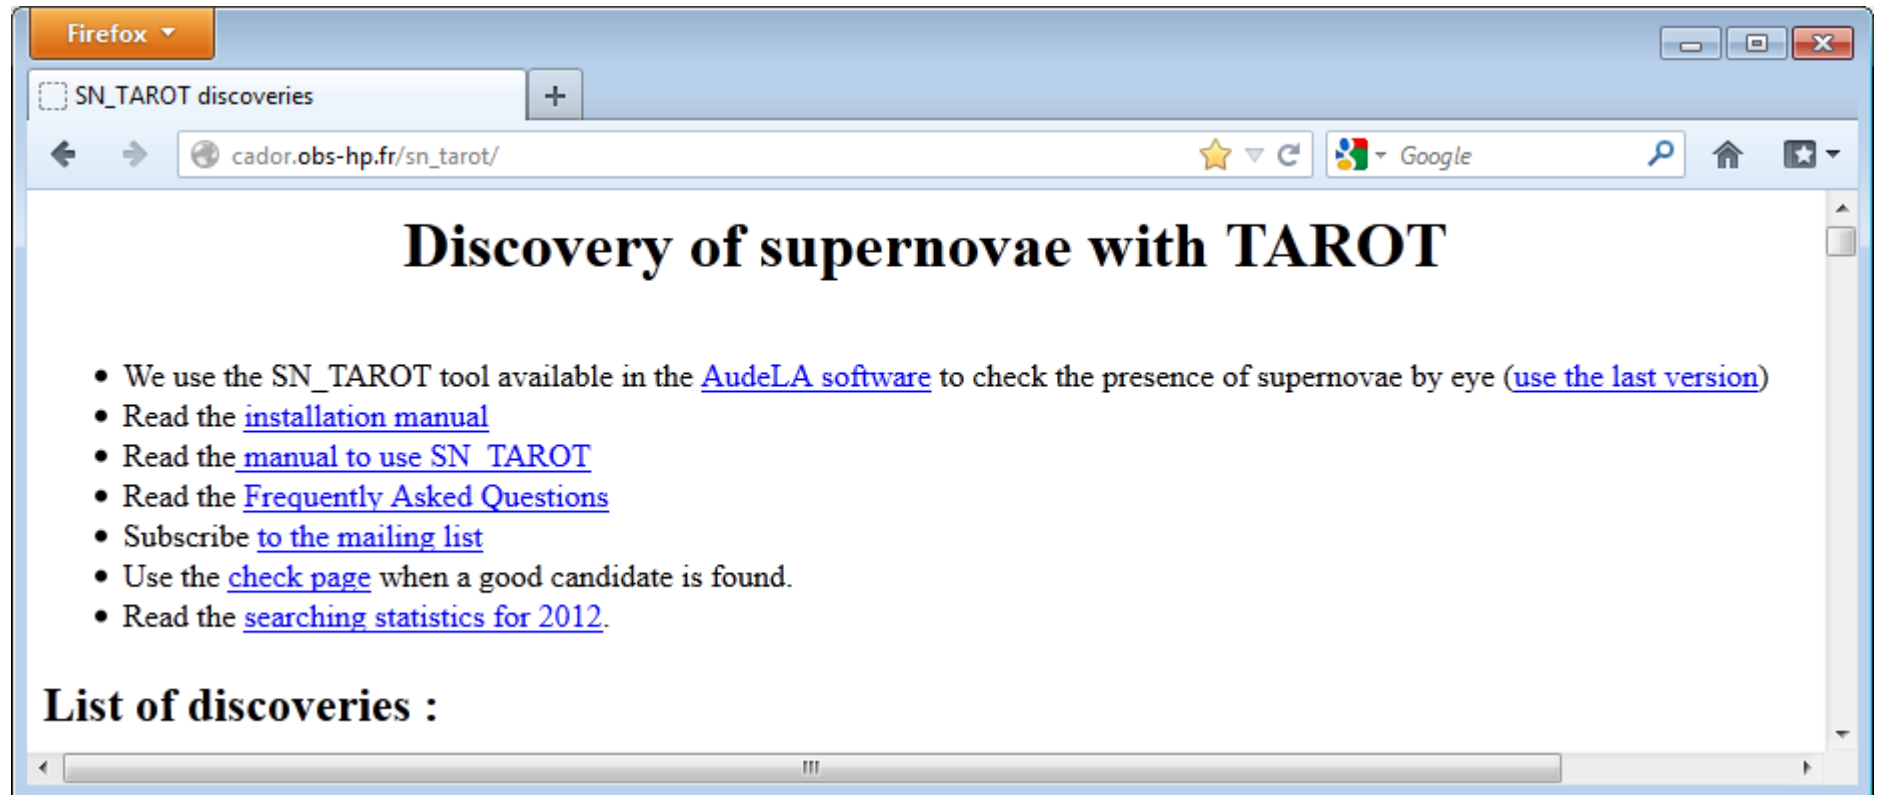 Firefox
SN_TAROT discoveries
cador.obs-hp.fr/sn_tarot/ Google
Discovery of supernovae with TAROT
We use the SN_TAROT tool available in the AudeLA software to check the presence of supernovae by eye (use the last version)
Read the installation manual
Read the manual to use SN_TAROT
Read the Frequently Asked Questions
Subscribe to the mailing list
Use the check page when a good candidate is found.
Read the searching statistics for 2012.
List of discoveries :